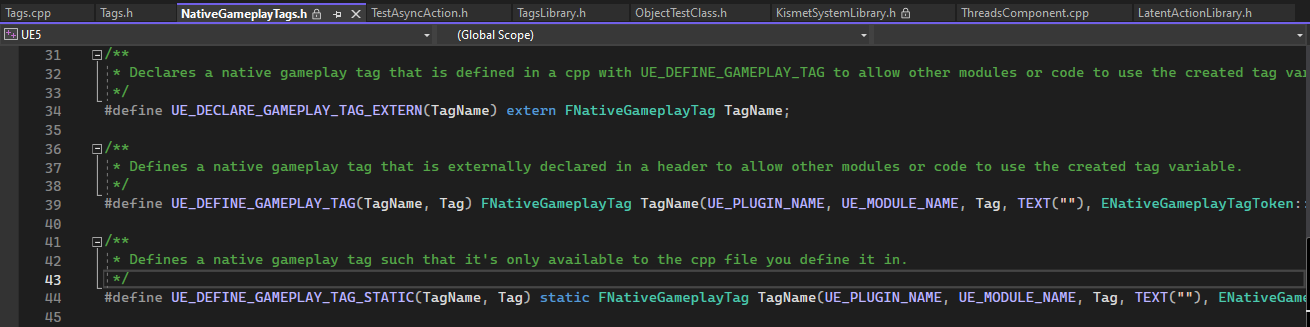 Tags.cpp Tags.h NativeGameplayTags.h TestAsyncAction.h TagsLibrary.h ObjectTestClass.h KismetSystemLibrary.h ThreadsComponent.cpp LatentActionLibrary.h
UE5 (Global Scope)
31 /**
32 * Declares a native gameplay tag that is defined in a cpp with UE_DEFINE_GAMEPLAY_TAG to allow other modules or code to use the created tag var
33 */
34 #define UE_DECLARE_GAMEPLAY_TAG_EXTERN(TagName) extern FNativeGameplayTag TagName;
35
36 /**
37 * Defines a native gameplay tag that is externally declared in a header to allow other modules or code to use the created tag variable.
38 */
39 #define UE_DEFINE_GAMEPLAY_TAG(TagName, Tag) FNativeGameplayTag TagName(UE_PLUGIN_NAME, UE_MODULE_NAME, Tag, TEXT(""), ENativeGameplayTagToken::
40
41 /**
42 * Defines a native gameplay tag such that it's only available to the cpp file you define it in.
43 */
44 #define UE_DEFINE_GAMEPLAY_TAG_STATIC(TagName, Tag) static FNativeGameplayTag TagName(UE_PLUGIN_NAME, UE_MODULE_NAME, Tag, TEXT(""), ENativeGame
45